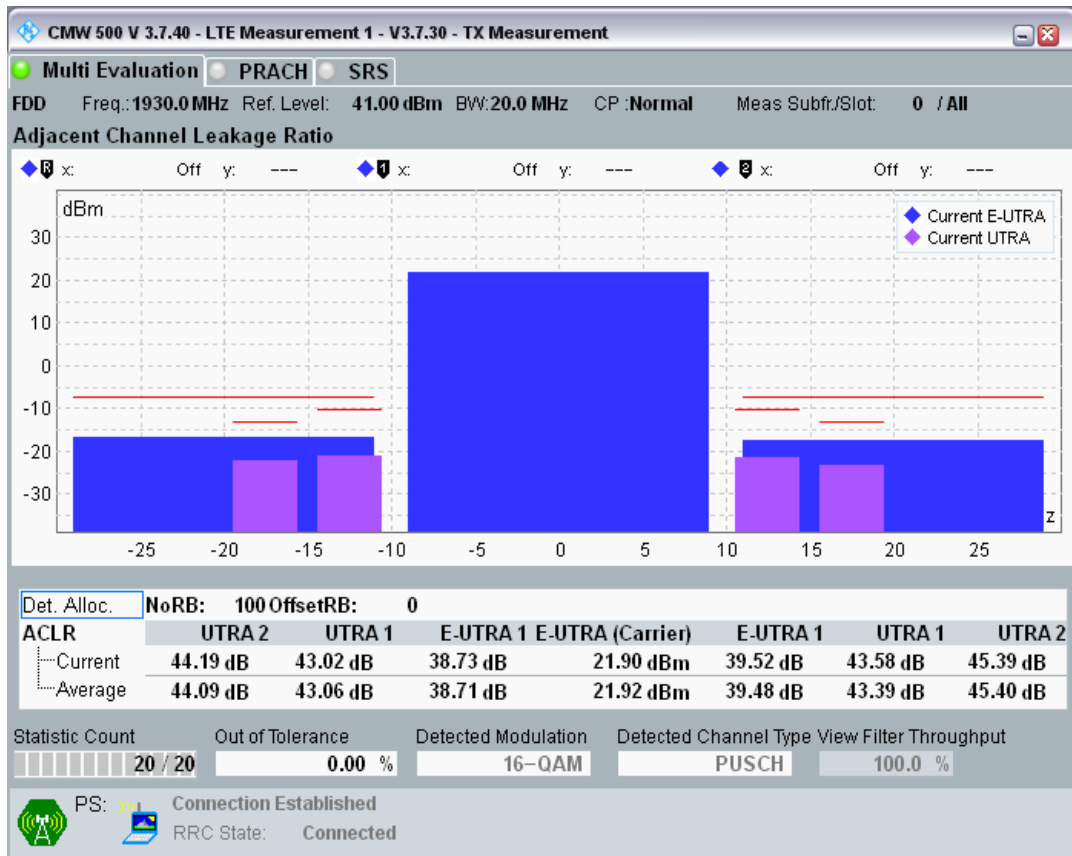 CMW 500 V 3.7.40 - LTE Measurement 1 - V3.7.30 - TX Measurement
Multi Evaluation PRACH SRS
FDD Freq.: 1930.0 MHz Ref. Level: 41.00 dBm BW: 20.0 MHz CP : Normal Meas Subfr./Slot: 0 / All
Adjacent Channel Leakage Ratio
R x: Off y: --- 1 x: Off y: --- 2 x: Off y: ---
dBm
Current E-UTRA
Current UTRA
30
20
10
0
-10
-20
-30
z
-25 -20 -15 -10 -5 0 5 10 15 20 25
Det. Alloc. NoRB: 100 OffsetRB: 0
ACLR UTRA 2 UTRA 1 E-UTRA 1 E-UTRA (Carrier) E-UTRA 1 UTRA 1 UTRA 2
Current 44.19 dB 43.02 dB 38.73 dB 21.90 dBm 39.52 dB 43.58 dB 45.39 dB
Average 44.09 dB 43.06 dB 38.71 dB 21.92 dBm 39.48 dB 43.39 dB 45.40 dB
Statistic Count Out of Tolerance Detected Modulation Detected Channel Type View Filter Throughput
20 / 20 0.00 % 16-QAM PUSCH 100.0 %
PS: Connection Established
RRC State: Connected